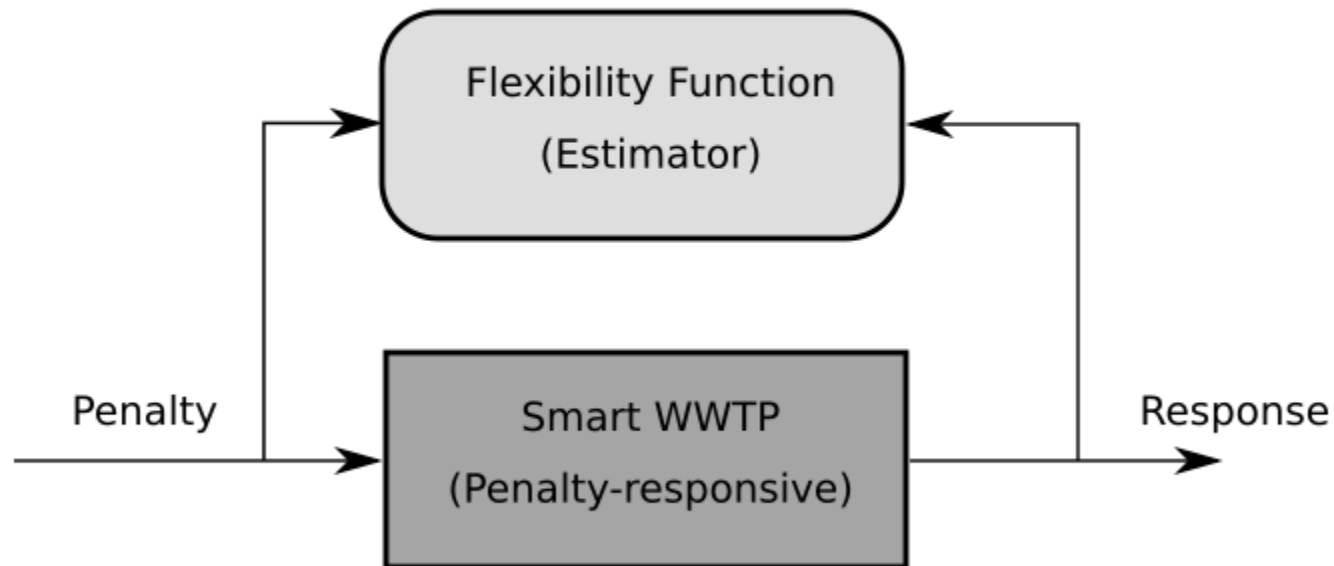 Flexibility Function
(Estimator)
Penalty
Smart WWTP
(Penalty-responsive)
Response